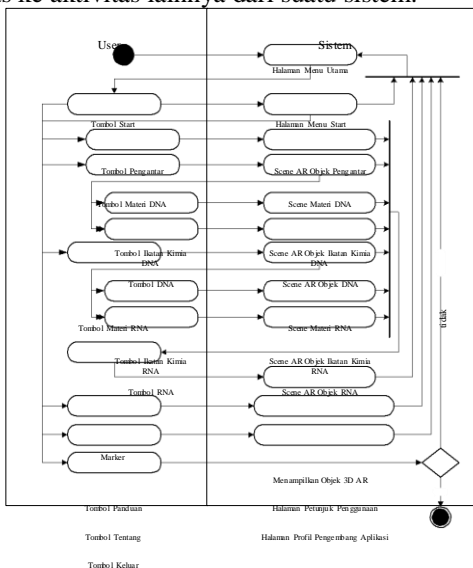 s ke aktivitas lainnya dari suatu sistem.
User Sistem
Halaman Menu Utama
Tombol Start Halaman Menu Start
Tombol Pengantar Scene AR Objek Pengantar
Tombol Materi DNA Scene Materi DNA
Tombol Ikatan Kimia DNA Scene AR Objek Ikatan Kimia DNA
Tombol DNA Scene AR Objek DNA
Tombol Materi RNA Scene Materi RNA
Tombol Ikatan Kimia RNA Scene AR Objek Ikatan Kimia RNA
Tombol RNA Scene AR Objek RNA
tidak
Marker
Menampilkan Objek 3D AR
Tombol Panduan Halaman Petunjuk Penggunaan
Tombol Tentang Halaman Profil Pengembang Aplikasi
Tombol Keluar